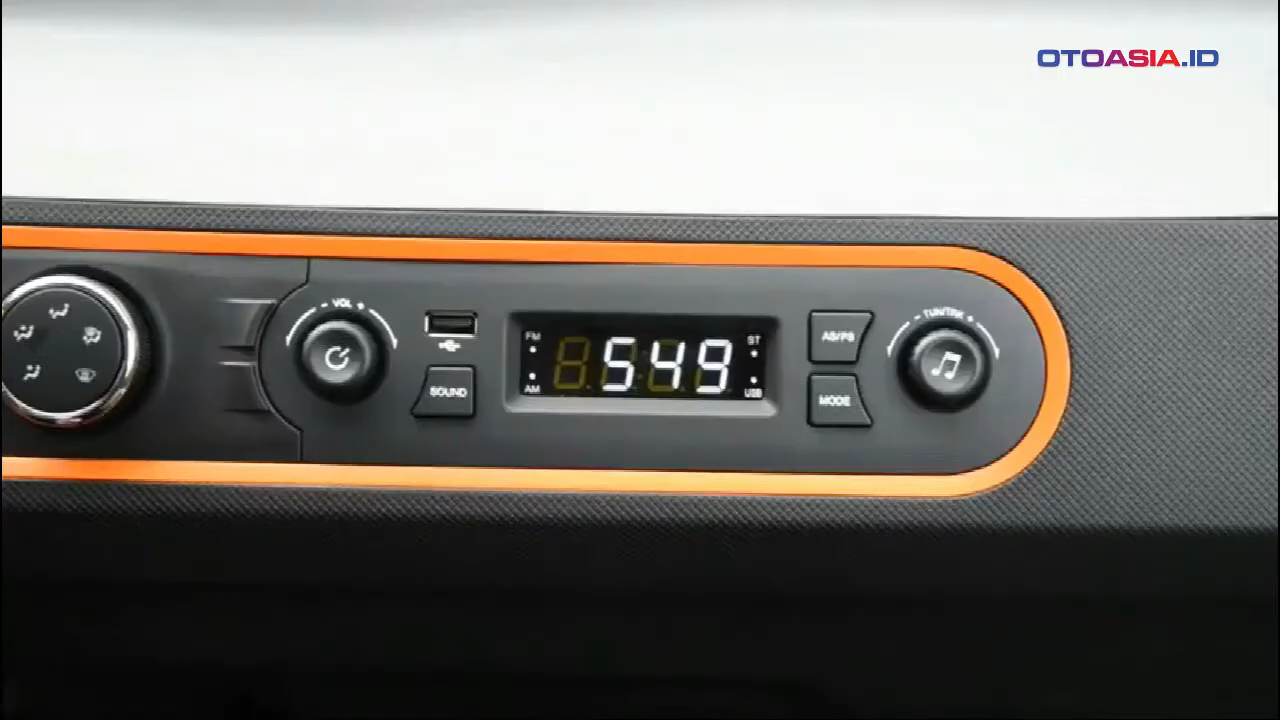 OTOASIA.ID
- VOL +
FM
AM
549
ST
USB
SOUND
AS/PS
MODE
- TUN/TRK +